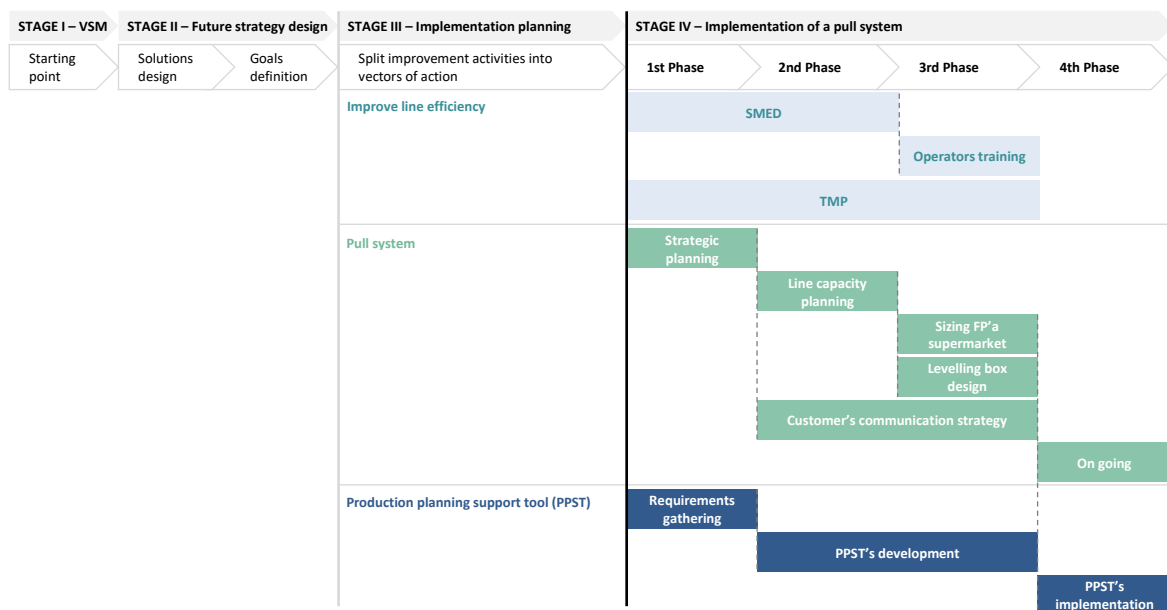 STAGE I – VSM
STAGE II – Future strategy design
STAGE III – Implementation planning
STAGE IV – Implementation of a pull system
Starting
point
Solutions
design
Goals
definition
Split improvement activities into
vectors of action
1st Phase
2nd Phase
3rd Phase
4th Phase
Improve line efficiency
SMED
Operators training
TMP
Pull system
Strategic
planning
Line capacity
planning
Sizing FP'a
supermarket
Levelling box
design
Customer's communication strategy
On going
Production planning support tool (PPST)
Requirements
gathering
PPST's development
PPST's
implementation